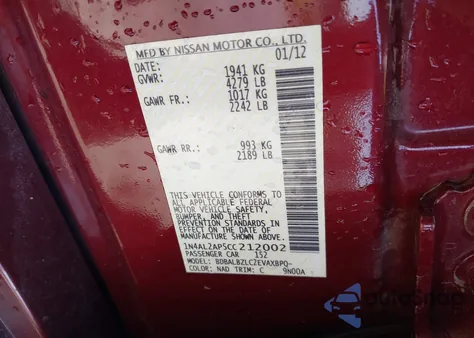 MFD BY NISSAN MOTOR CO., LTD.
DATE: 01/12
GVWR: 1941 KG
4279 LB
GAWR FR.: 1017 KG
2242 LB
GAWR RR.: 993 KG
2189 LB
THIS VEHICLE CONFORMS TO
ALL APPLICABLE FEDERAL
MOTOR VEHICLE SAFETY,
BUMPER, AND THEFT
PREVENTION STANDARDS IN
EFFECT ON THE DATE OF
MANUFACTURE SHOWN ABOVE.
1N4AL2AP5CC212002
PASSENGER CAR 152
MODEL: BDBALBZLCZEVAXBPQ-
COLOR: NAD TRIM: C 9N00A
AutoSnap